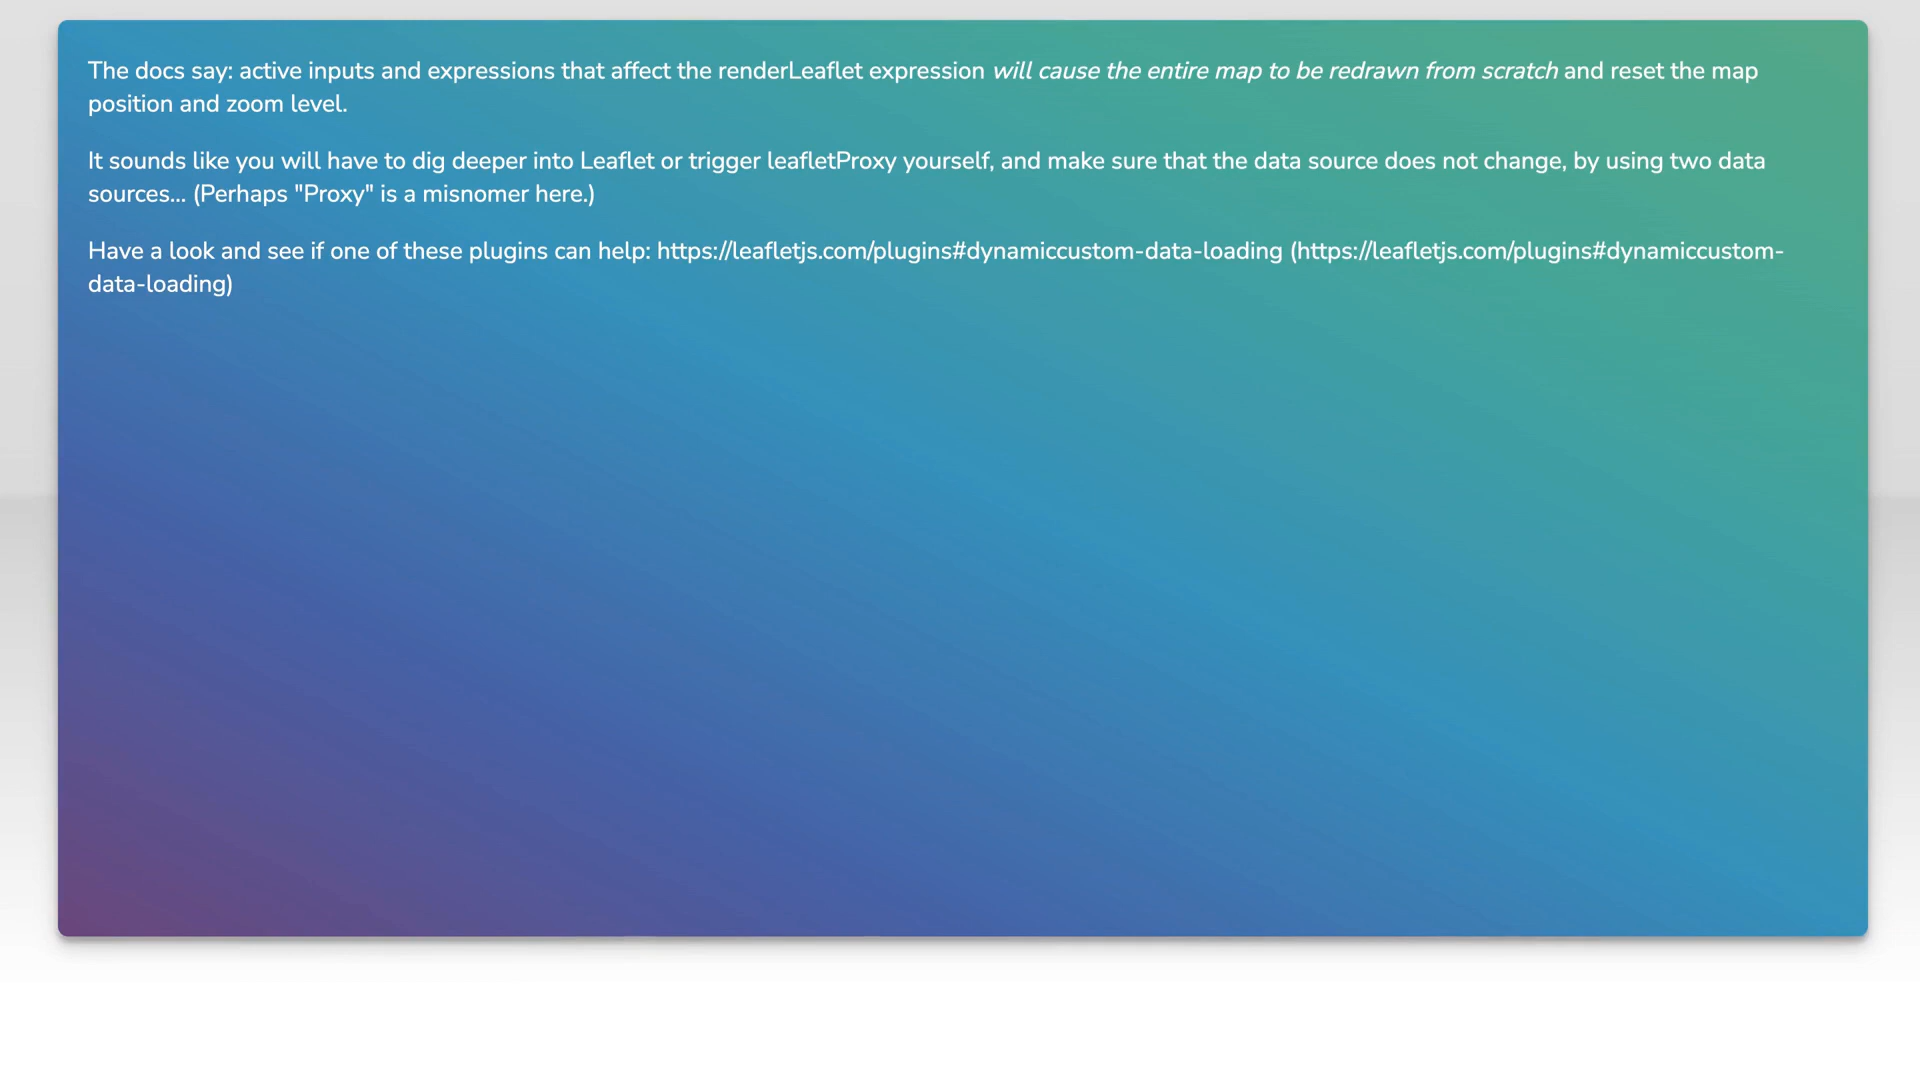 The docs say: active inputs and expressions that affect the renderLeaflet expression will cause the entire map to be redrawn from scratch and reset the map
position and zoom level.
It sounds like you will have to dig deeper into Leaflet or trigger leafletProxy yourself, and make sure that the data source does not change, by using two data
sources... (Perhaps "Proxy" is a misnomer here.)
Have a look and see if one of these plugins can help: https://leafletjs.com/plugins#dynamiccustom-data-loading (https://leafletjs.com/plugins#dynamiccustom-
data-loading)